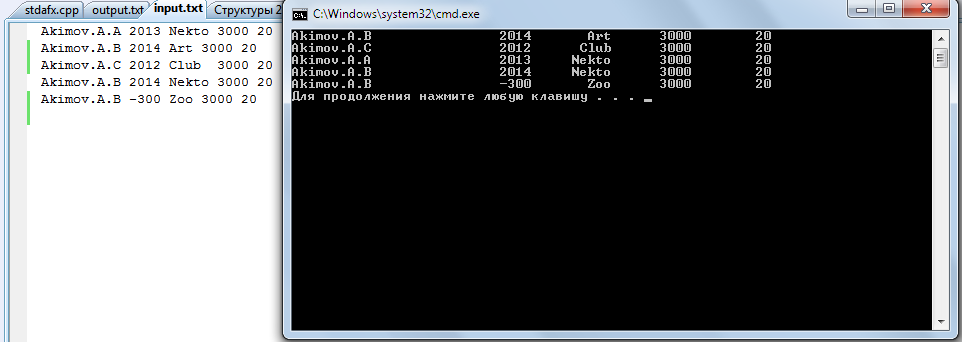 stdafx.cpp output.txt input.txt Структуры 2
Akimov.A.A 2013 Nekto 3000 20
Akimov.A.B 2014 Art 3000 20
Akimov.A.C 2012 Club 3000 20
Akimov.A.B 2014 Nekto 3000 20
Akimov.A.B -300 Zoo 3000 20
C:\Windows\system32\cmd.exe
Akimov.A.B 2014 Art 3000 20
Akimov.A.C 2012 Club 3000 20
Akimov.A.A 2013 Nekto 3000 20
Akimov.A.B 2014 Nekto 3000 20
Akimov.A.B -300 Zoo 3000 20
Для продолжения нажмите любую клавишу . . .